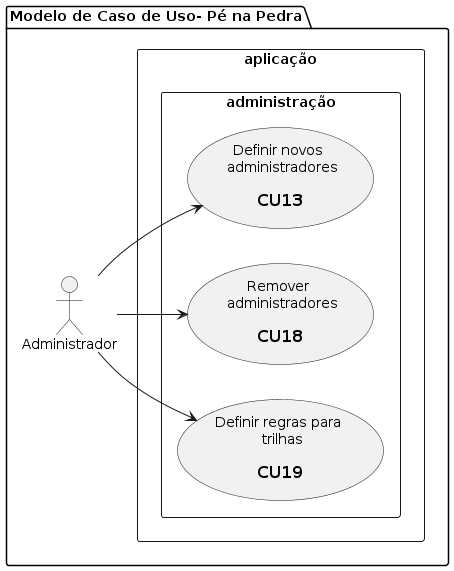 Modelo de Caso de Uso- Pé na Pedra
aplicação
administração
Definir novos
administradores
CU13
Remover
administradores
CU18
Administrador
Definir regras para
trilhas
CU19